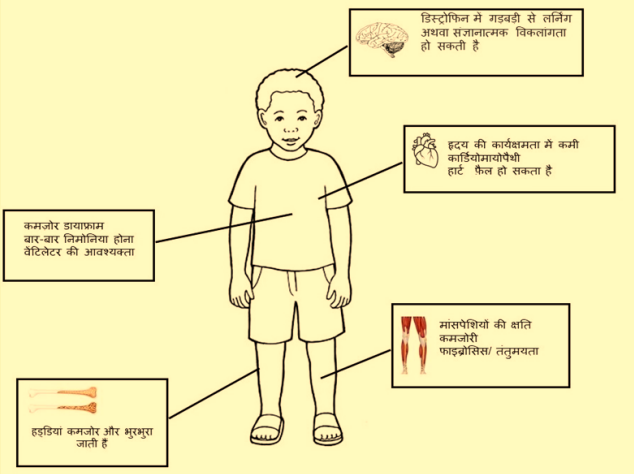 डिस्ट्रोफिन में गड़बडी से लर्निंग
अथवा संज्ञानात्मक विकलांगता
हो सकती है
हृदय की कार्यक्षमता में कमी
कार्डियोमायोपैथी
हार्ट फ़ैल हो सकता है
कमजोर डायाफ्राम
बार-बार निमोनिया होना
वेंटिलेटर की आवश्यक्ता
मांसपेशियों की क्षति
कमजोरी
फाइब्रोसिस/ तंतुमयता
हड्डियां कमजोर और भुरभुरा
जाती हैं